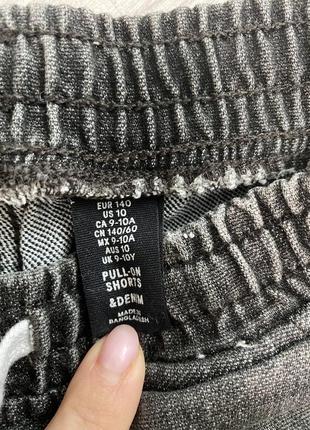 EUR 140
US 10
CA 9-10A
CN 140/60
MX 9-10A
AUS 10
UK 9-10Y
PULL-ON
SHORTS
&DENIM
MADE IN
BANGLADESH